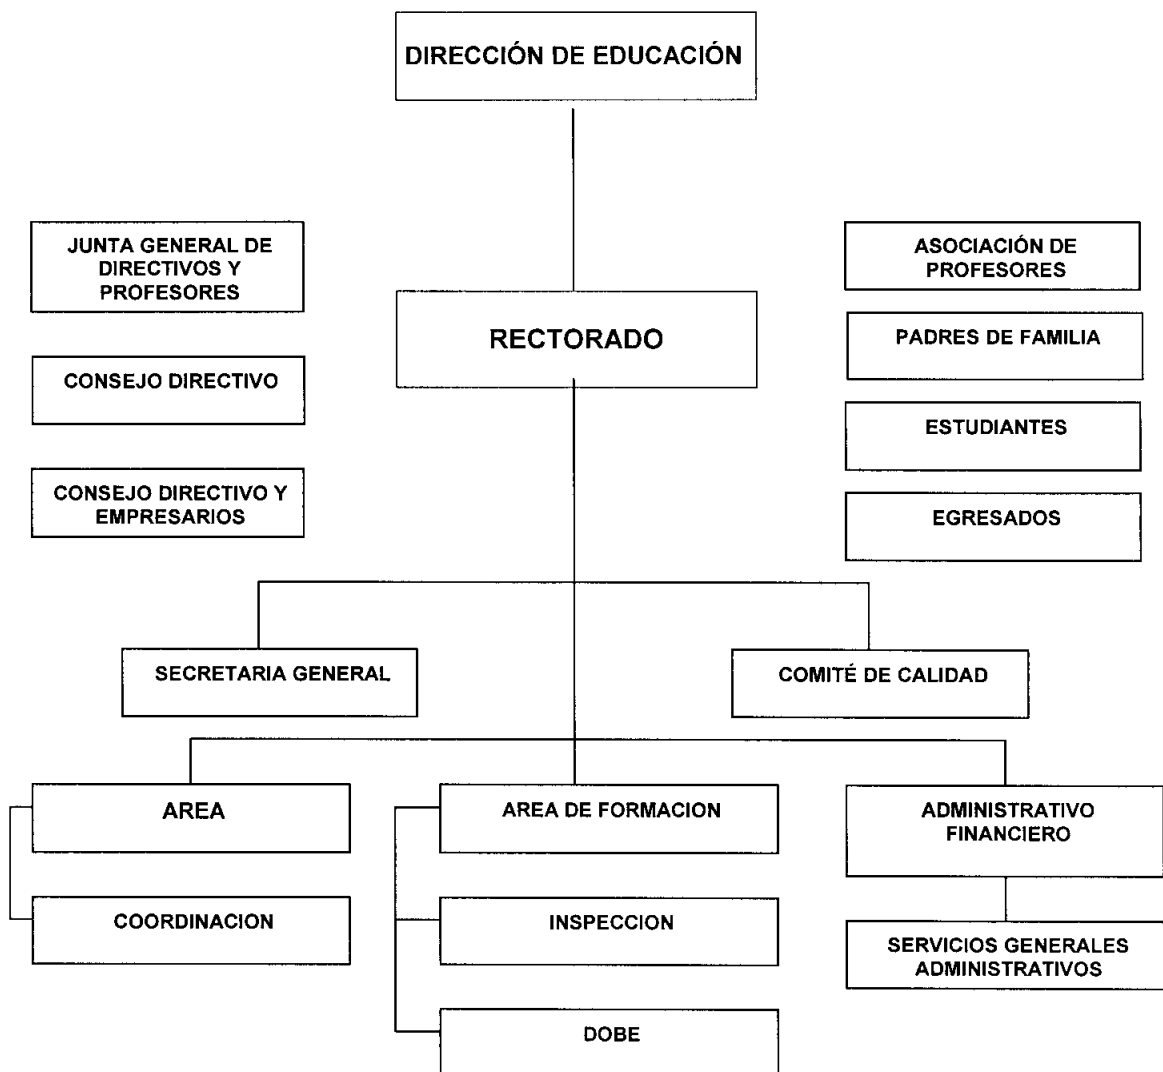 DIRECCIÓN DE EDUCACIÓN
JUNTA GENERAL DE
DIRECTIVOS Y
PROFESORES
ASOCIACIÓN DE
PROFESORES
RECTORADO
PADRES DE FAMILIA
CONSEJO DIRECTIVO
ESTUDIANTES
CONSEJO DIRECTIVO Y
EMPRESARIOS
EGRESADOS
SECRETARIA GENERAL
COMITÉ DE CALIDAD
AREA
AREA DE FORMACION
ADMINISTRATIVO
FINANCIERO
COORDINACION
INSPECCION
SERVICIOS GENERALES
ADMINISTRATIVOS
DOBE